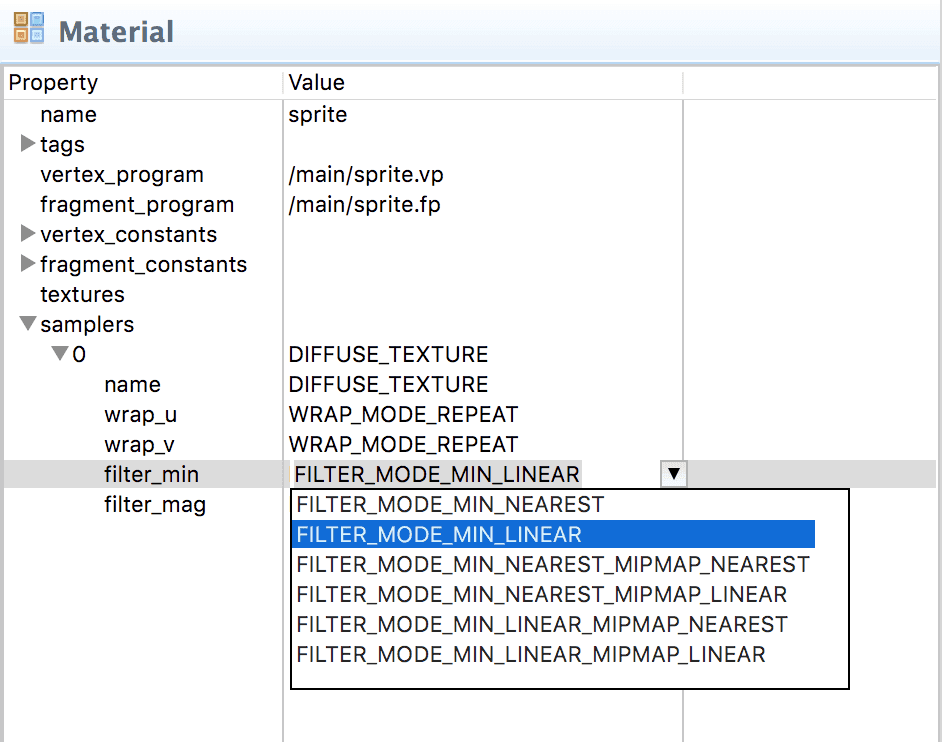 Material
Property Value
name sprite
tags
vertex_program /main/sprite.vp
fragment_program /main/sprite.fp
vertex_constants
fragment_constants
textures
samplers
0 DIFFUSE_TEXTURE
name DIFFUSE_TEXTURE
wrap_u WRAP_MODE_REPEAT
wrap_v WRAP_MODE_REPEAT
filter_min FILTER_MODE_MIN_LINEAR
filter_mag FILTER_MODE_MIN_NEAREST
FILTER_MODE_MIN_LINEAR
FILTER_MODE_MIN_NEAREST_MIPMAP_NEAREST
FILTER_MODE_MIN_NEAREST_MIPMAP_LINEAR
FILTER_MODE_MIN_LINEAR_MIPMAP_NEAREST
FILTER_MODE_MIN_LINEAR_MIPMAP_LINEAR